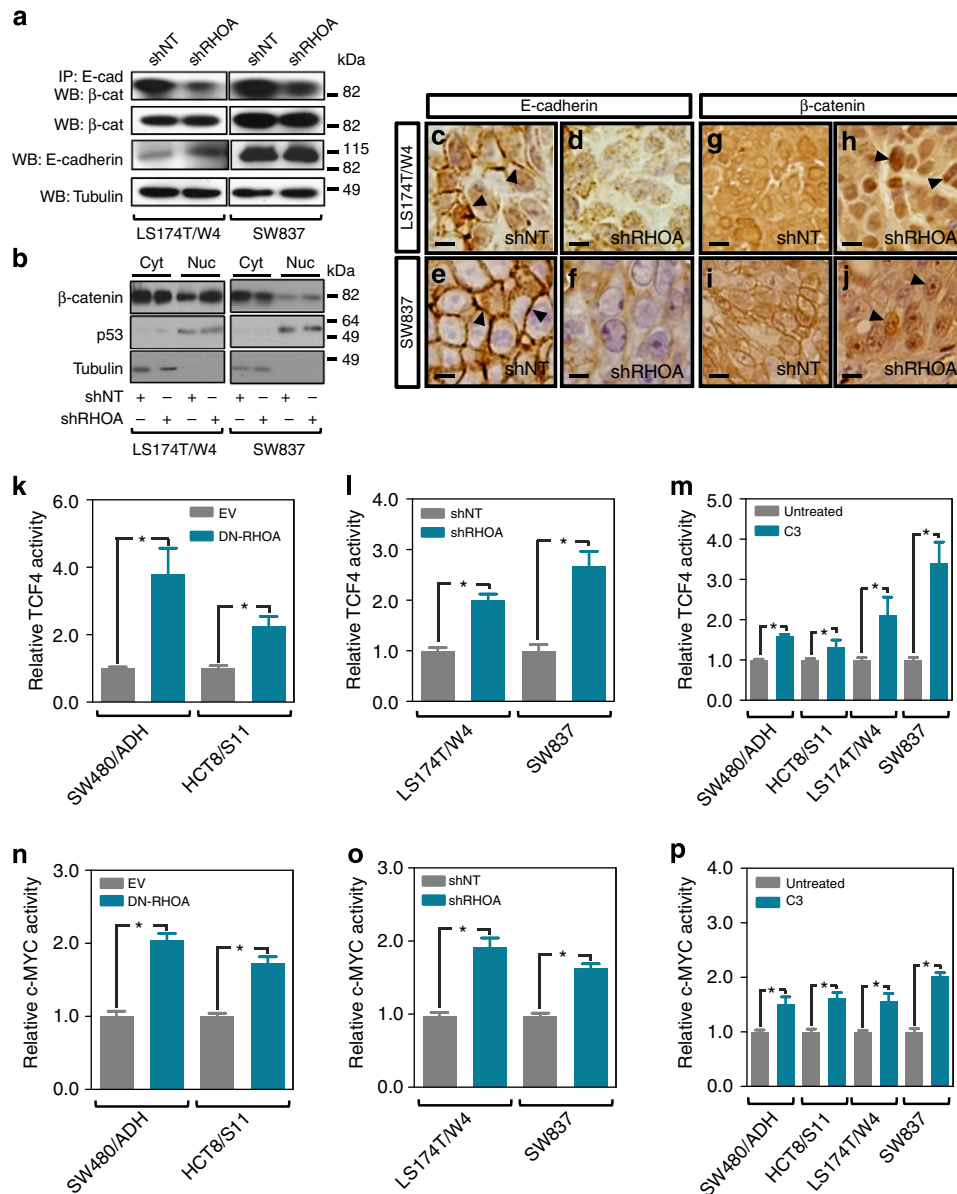 a
shNT shRHOA shNT shRHOA
kDa
IP: E-cad
WB: β-cat
82
WB: β-cat
82
WB: E-cadherin
115
82
WB: Tubulin
49
LS174T/W4 SW837
b
Cyt Nuc Cyt Nuc
kDa
β-catenin
82
p53
64
49
Tubulin
49
shNT + – + – + – + –
shRHOA – + – + – + – +
LS174T/W4 SW837
E-cadherin β-catenin
LS174T/W4
c d g h
shNT shRHOA shNT shRHOA
SW837
e f i j
shNT shRHOA shNT shRHOA
k
Relative TCF4 activity
6.0
4.0
2.0
0.0
EV
DN-RHOA
* *
SW480/ADH HCT8/S11
l
Relative TCF4 activity
4.0
3.0
2.0
1.0
0.0
shNT
shRHOA
* *
LS174T/W4 SW837
m
Relative TCF4 activity
5.0
4.0
3.0
2.0
1.0
0.0
Untreated
C3
* * * *
SW480/ADH HCT8/S11 LS174T/W4 SW837
n
Relative c-MYC activity
3.0
2.0
1.0
0.0
EV
DN-RHOA
* *
SW480/ADH HCT8/S11
o
Relative c-MYC activity
3.0
2.0
1.0
0.0
shNT
shRHOA
* *
LS174T/W4 SW837
p
Relative c-MYC activity
4.0
3.0
2.0
1.0
0.0
Untreated
C3
* * * *
SW480/ADH HCT8/S11 LS174T/W4 SW837